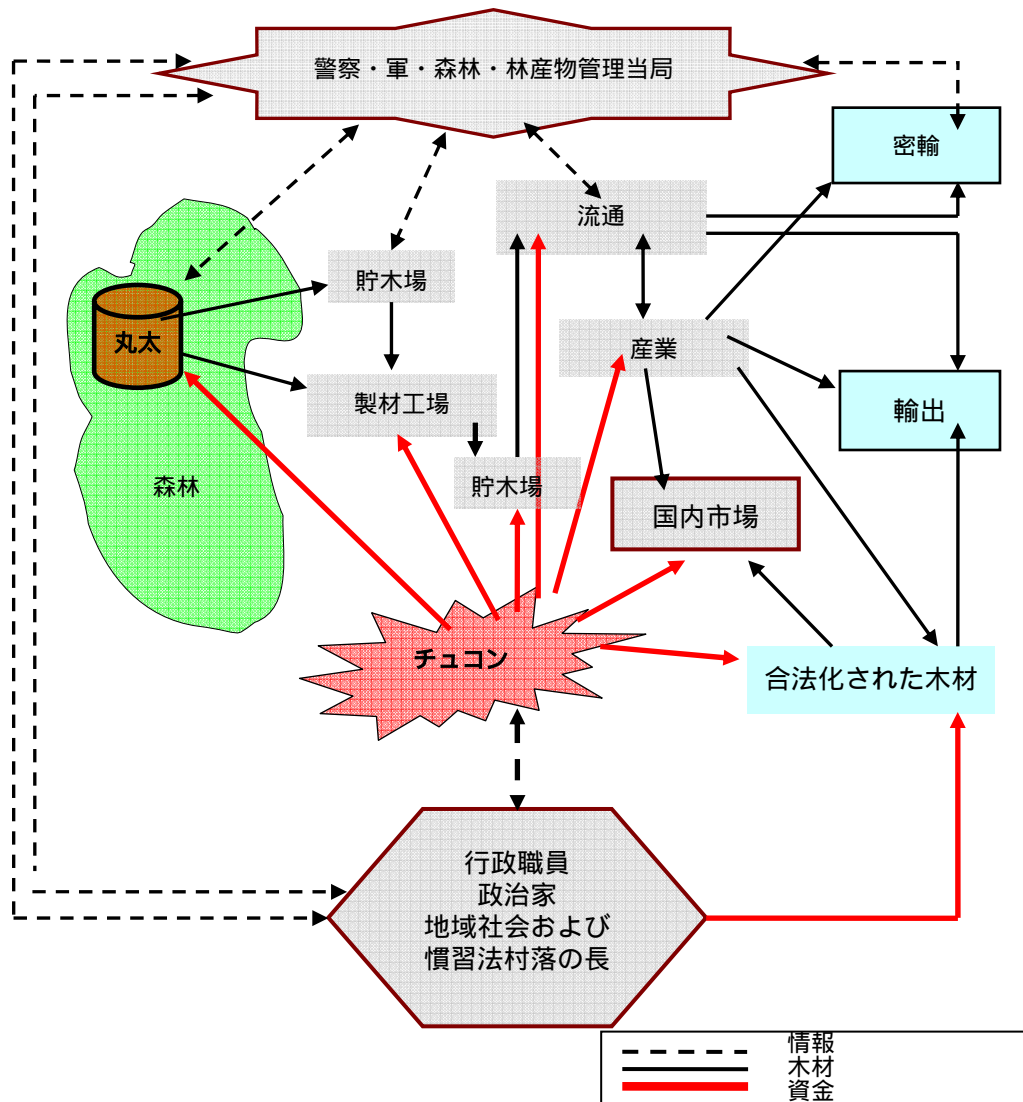 警察・軍・森林・林産物管理当局
密輸
流通
貯木場
丸太
産業
製材工場
輸出
森林
貯木場
国内市場
チュコン
合法化された木材
行政職員
政治家
地域社会および
慣習法村落の長
情報
木材
資金